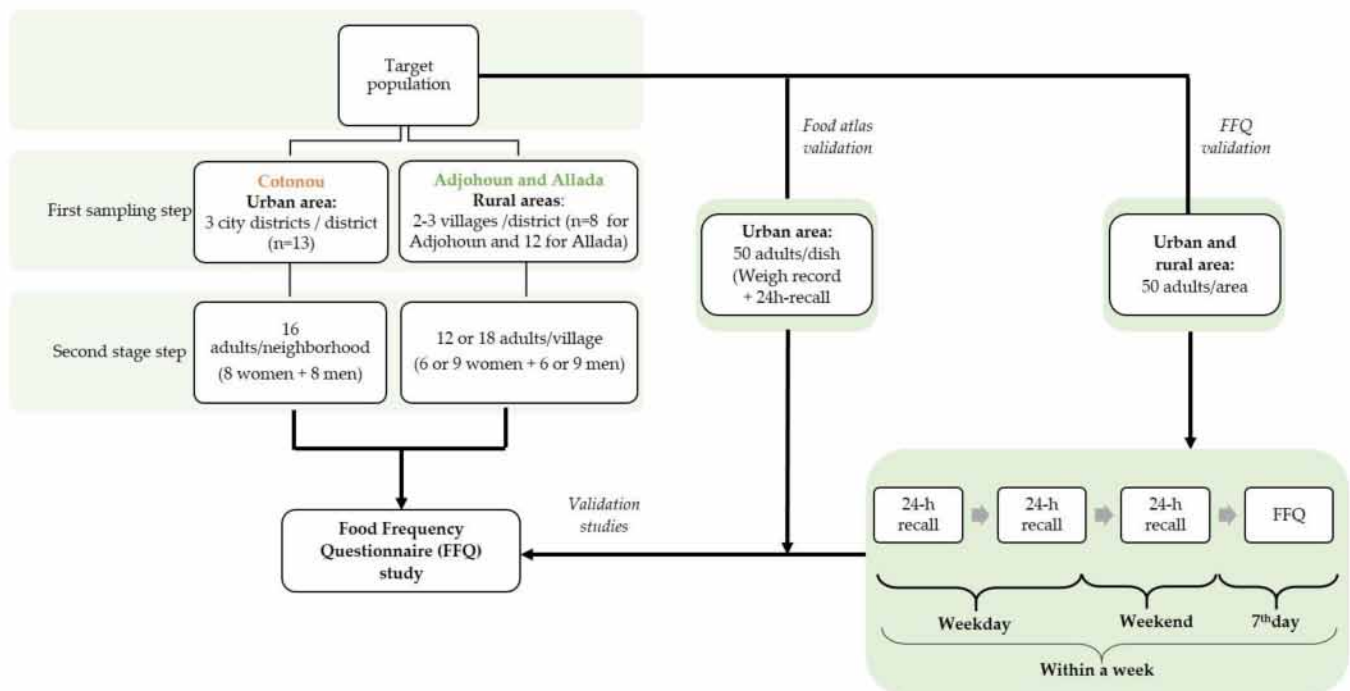 Target
population
Food atlas
validation
FFQ
validation
First sampling step
Cotonou
Urban area:
3 city districts / district
(n=13)
Adjohoun and Allada
Rural areas:
2-3 villages /district (n=8 for
Adjohoun and 12 for Allada)
Urban area:
50 adults/dish
(Weigh record
+ 24h-recall
Urban and
rural area:
50 adults/area
Second stage step
16
adults/neighborhood
(8 women + 8 men)
12 or 18 adults/village
(6 or 9 women + 6 or 9 men)
Validation
studies
Food Frequency
Questionnaire (FFQ)
study
24-h
recall
24-h
recall
24-h
recall
FFQ
Weekday
Weekend
7thday
Within a week